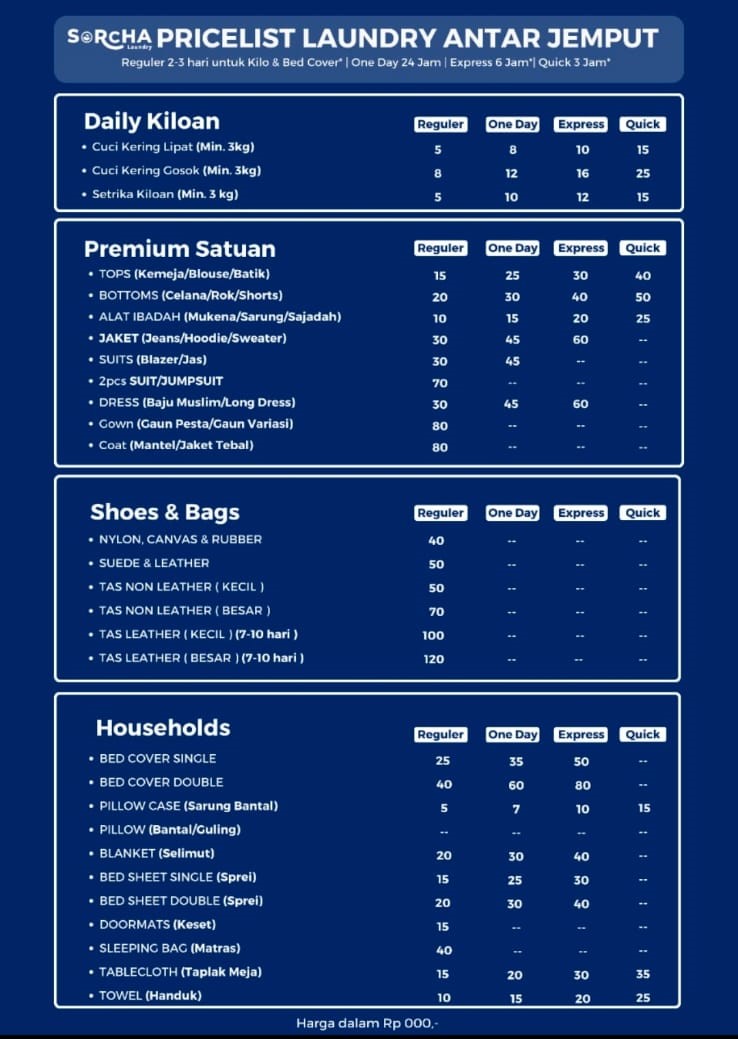 SORCHA Laundry PRICELIST LAUNDRY ANTAR JEMPUT
Reguler 2-3 hari untuk Kilo & Bed Cover* | One Day 24 Jam | Express 6 Jam*| Quick 3 Jam*
Daily Kiloan Reguler One Day Express Quick
• Cuci Kering Lipat (Min. 3kg) 5 8 10 15
• Cuci Kering Gosok (Min. 3kg) 8 12 16 25
• Setrika Kiloan (Min. 3 kg) 5 10 12 15
Premium Satuan Reguler One Day Express Quick
• TOPS (Kemeja/Blouse/Batik) 15 25 30 40
• BOTTOMS (Celana/Rok/Shorts) 20 30 40 50
• ALAT IBADAH (Mukena/Sarung/Sajadah) 10 15 20 25
• JAKET (Jeans/Hoodie/Sweater) 30 45 60 --
• SUITS (Blazer/Jas) 30 45 -- --
• 2pcs SUIT/JUMPSUIT 70 -- -- --
• DRESS (Baju Muslim/Long Dress) 30 45 60 --
• Gown (Gaun Pesta/Gaun Variasi) 80 -- -- --
• Coat (Mantel/Jaket Tebal) 80 -- -- --
Shoes & Bags Reguler One Day Express Quick
• NYLON, CANVAS & RUBBER 40 -- -- --
• SUEDE & LEATHER 50 -- -- --
• TAS NON LEATHER ( KECIL ) 50 -- -- --
• TAS NON LEATHER ( BESAR ) 70 -- -- --
• TAS LEATHER ( KECIL ) (7-10 hari ) 100 -- -- --
• TAS LEATHER ( BESAR ) (7-10 hari ) 120 -- -- --
Households Reguler One Day Express Quick
• BED COVER SINGLE 25 35 50 --
• BED COVER DOUBLE 40 60 80 --
• PILLOW CASE (Sarung Bantal) 5 7 10 15
• PILLOW (Bantal/Guling) -- -- -- --
• BLANKET (Selimut) 20 30 40 --
• BED SHEET SINGLE (Sprei) 15 25 30 --
• BED SHEET DOUBLE (Sprei) 20 30 40 --
• DOORMATS (Keset) 15 -- -- --
• SLEEPING BAG (Matras) 40 -- -- --
• TABLECLOTH (Taplak Meja) 15 20 30 35
• TOWEL (Handuk) 10 15 20 25
Harga dalam Rp 000,-